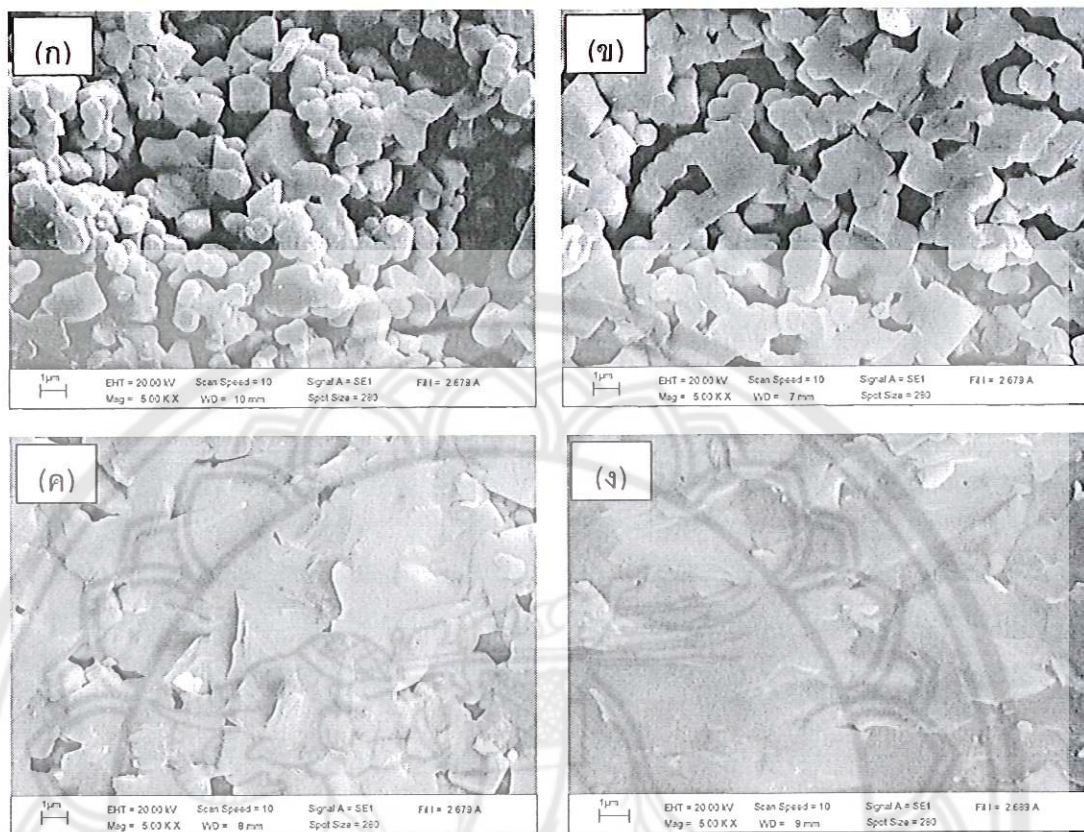 (ก)
(ข)
1µm
EHT = 20.00 kV Scan Speed = 10 Signal A = SE1 Fil I = 2.679 A
Mag = 5.00 K X WD = 10 mm Spot Size = 280
1µm
EHT = 20.00 kV Scan Speed = 10 Signal A = SE1 Fil I = 2.679 A
Mag = 5.00 K X WD = 7 mm Spot Size = 280
(ค)
(ง)
1µm
EHT = 20.00 kV Scan Speed = 10 Signal A = SE1 Fil I = 2.679 A
Mag = 5.00 K X WD = 8 mm Spot Size = 280
1µm
EHT = 20.00 kV Scan Speed = 10 Signal A = SE1 Fil I = 2.689 A
Mag = 5.00 K X WD = 9 mm Spot Size = 280